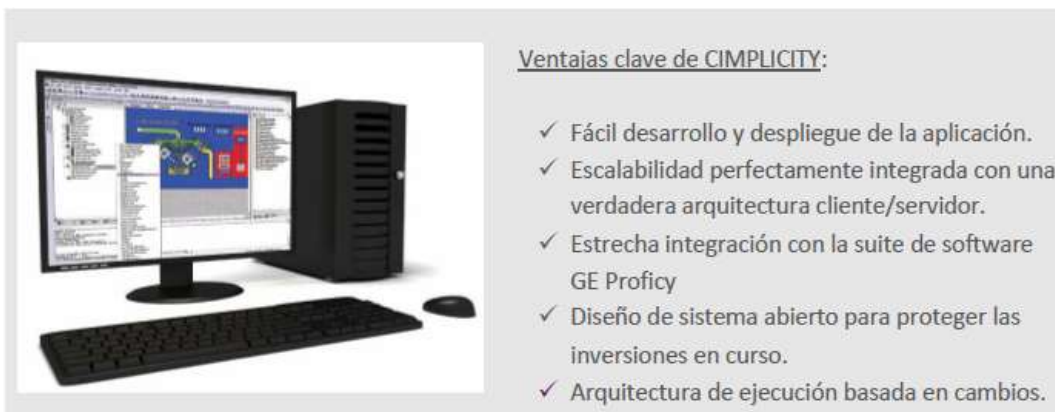 Ventajas clave de CIMPLICITY:
✓ Fácil desarrollo y despliegue de la aplicación.
✓ Escalabilidad perfectamente integrada con una
verdadera arquitectura cliente/servidor.
✓ Estrecha integración con la suite de software
GE Proficy
✓ Diseño de sistema abierto para proteger las
inversiones en curso.
✓ Arquitectura de ejecución basada en cambios.